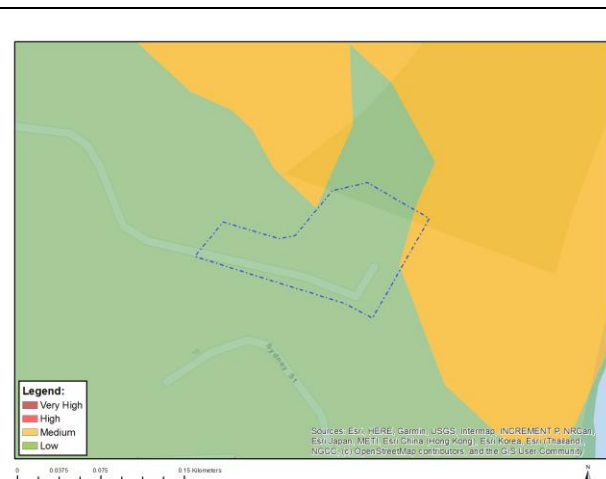 Sydney St
Legend:
Very High
High
Medium
Low
Sources: Esri, HERE, Garmin, USGS, Intermap, INCREMENT P, NRCan,
Esri Japan, METI, Esri China (Hong Kong), Esri Korea, Esri (Thailand),
NGCC, (c) OpenStreetMap contributors, and the GIS User Community
0 0.0375 0.075 0.15 Kilometers
N